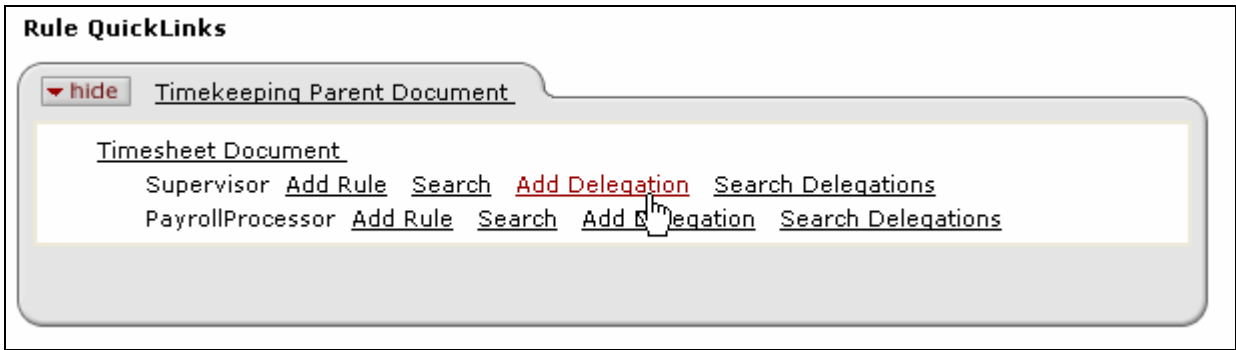 Rule QuickLinks
hide Timekeeping Parent Document
Timesheet Document
Supervisor Add Rule Search Add Delegation Search Delegations
PayrollProcessor Add Rule Search Add Delegation Search Delegations